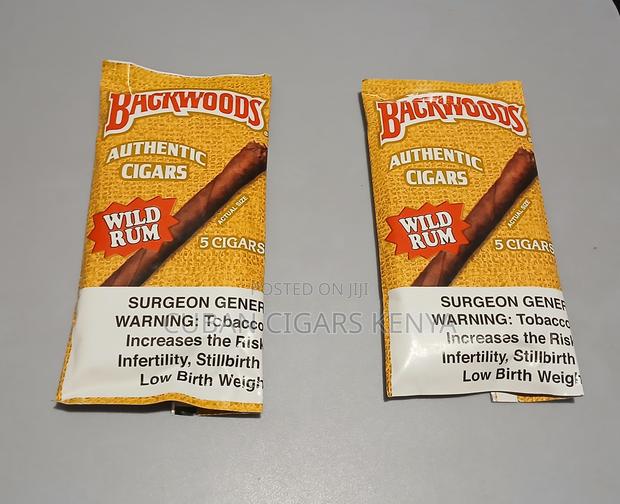 BACKWOODS
AUTHENTIC
CIGARS
ACTUAL SIZE
WILD
RUM
5 CIGARS
SURGEON GENER
WARNING: Tobacco
Increases the Risk
Infertility, Stillbirth
Low Birth Weigh
BACKWOODS
AUTHENTIC
CIGARS
ACTUAL SIZE
WILD
RUM
5 CIGARS
SURGEON GENER
WARNING: Tobacco
Increases the Risk
Infertility, Stillbirth
Low Birth Weigh
POSTED ON JIJI
CUBAN CIGARS KENYA